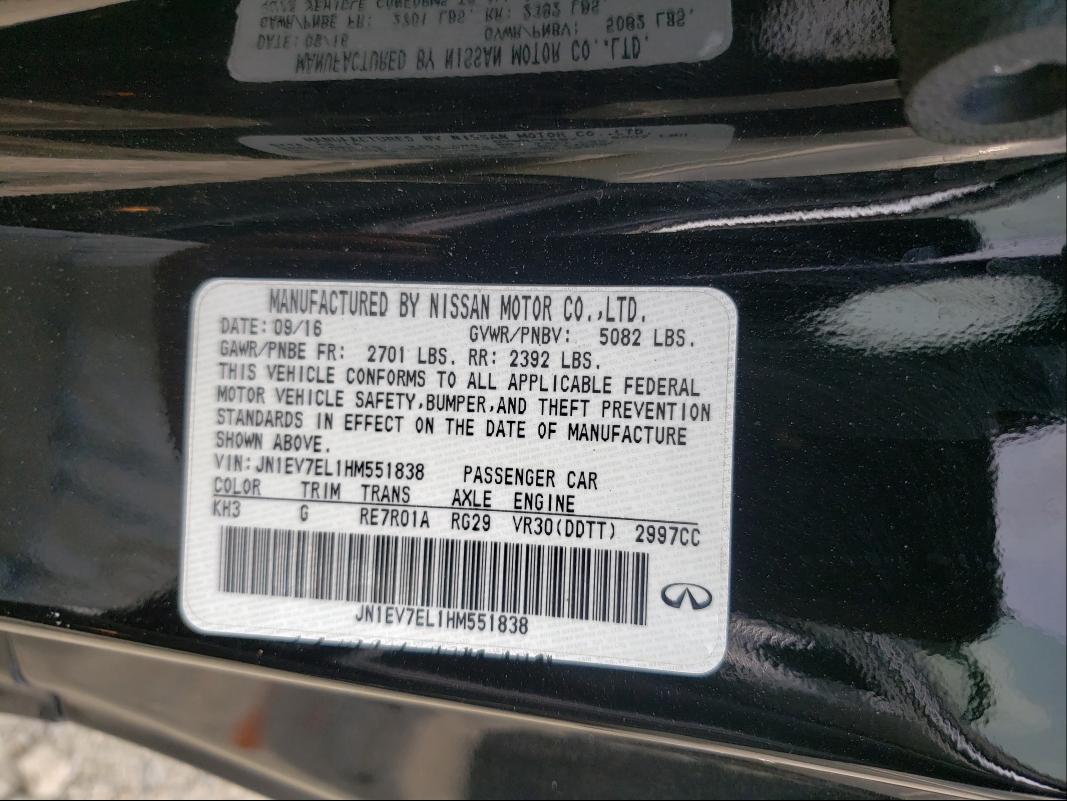 MANUFACTURED BY NISSAN MOTOR CO.,LTD.
DATE: 09/16 GVWR/PNBV: 5082 LBS.
GAWR/PNBE FR: 2701 LBS. RR: 2392 LBS.
THIS VEHICLE CONFORMS TO ALL APPLICABLE FEDERAL
MOTOR VEHICLE SAFETY,BUMPER,AND THEFT PREVENTION
STANDARDS IN EFFECT ON THE DATE OF MANUFACTURE
SHOWN ABOVE.
VIN:JN1EV7EL1HM551838 PASSENGER CAR
COLOR TRIM TRANS AXLE ENGINE
KH3 G RE7R01A RG29 VR30(DDTT) 2997CC
JN1EV7EL1HM551838